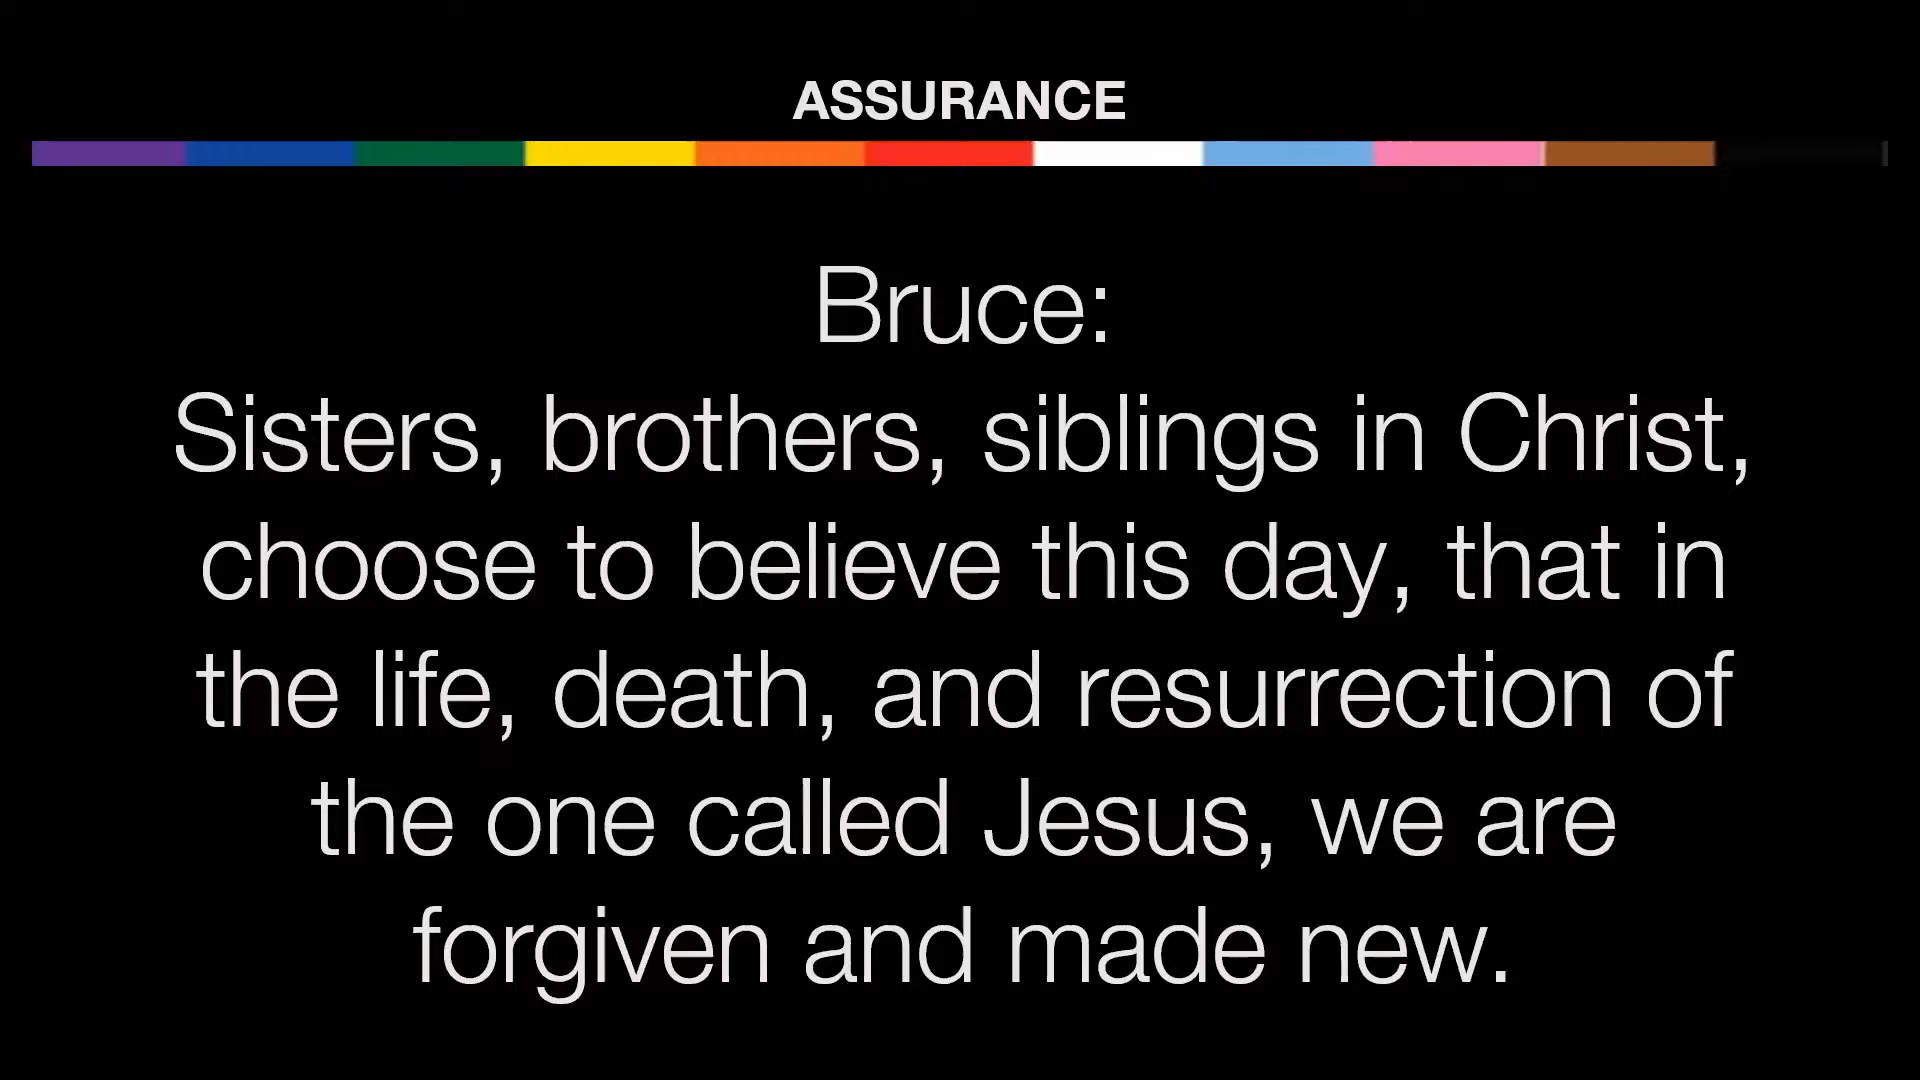 ASSURANCE
Bruce:
Sisters, brothers, siblings in Christ,
choose to believe this day, that in
the life, death, and resurrection of
the one called Jesus, we are
forgiven and made new.